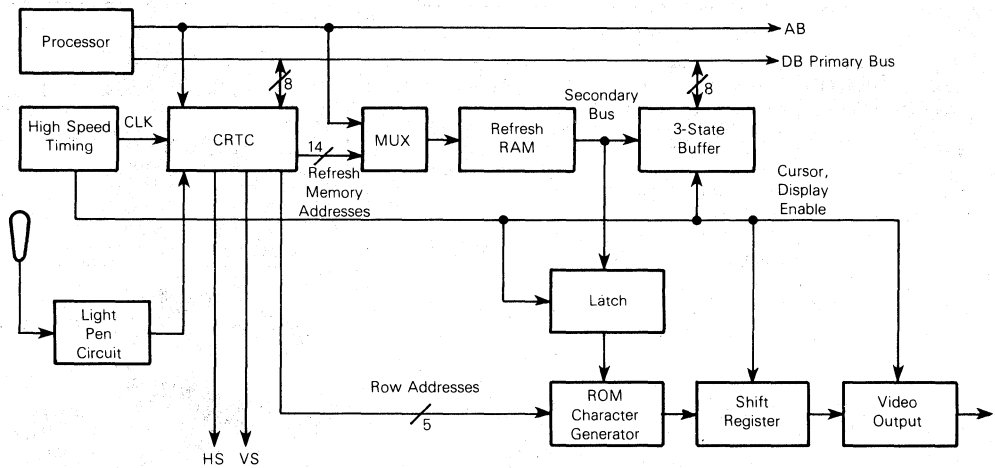 Processor
AB
DB Primary Bus
8
8
High Speed
Timing
CLK
CRTC
14
Refresh
Memory
Addresses
MUX
Refresh
RAM
Secondary
Bus
3-State
Buffer
Cursor,
Display
Enable
Latch
Light
Pen
Circuit
Row Addresses
5
ROM
Character
Generator
Shift
Register
Video
Output
HS
VS